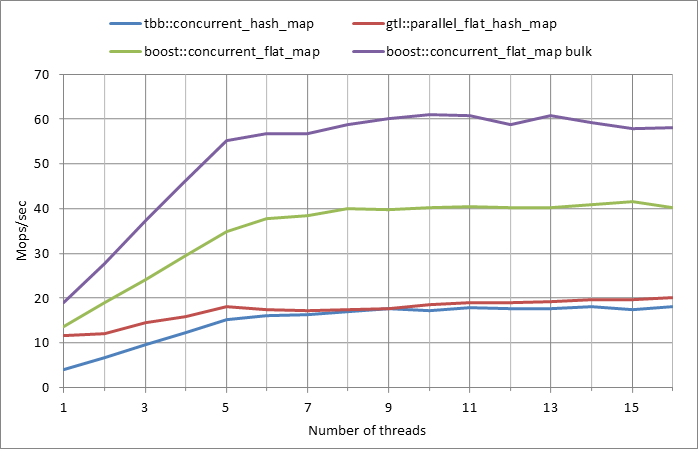 tbb::concurrent_hash_map gtl::parallel_flat_hash_map
boost::concurrent_flat_map boost::concurrent_flat_map bulk
70
60
50
40
30
20
10
0
Mops/sec
1 3 5 7 9 11 13 15
Number of threads